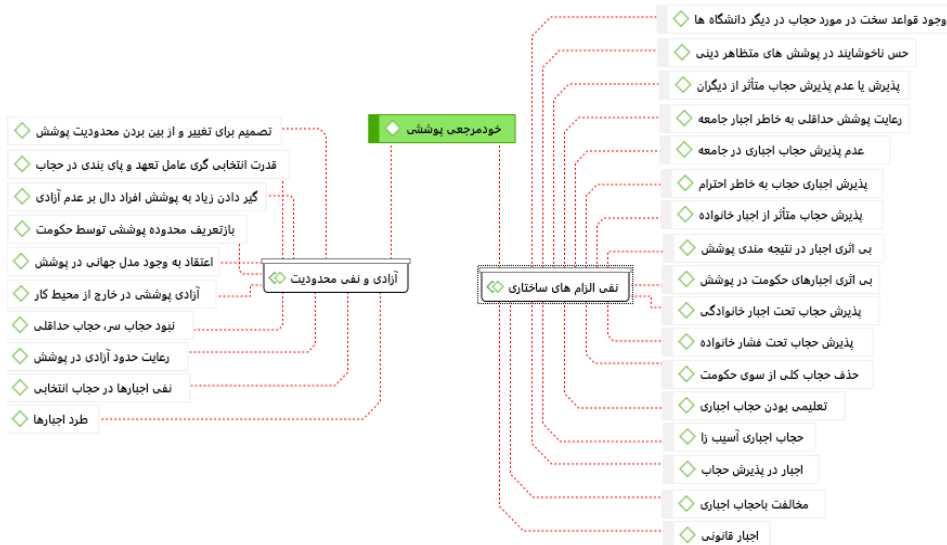 خودمرجعی پوششی
نفی الزام های ساختاری
وجود قواعد سخت در مورد حجاب در دیگر دانشگاه ها
حس ناخوشایند در پوشش های متظاهر دینی
پذیرش یا عدم پذیرش حجاب متأثر از دیگران
رعایت پوشش حداقلی به خاطر اجبار جامعه
عدم پذیرش حجاب اجباری در جامعه
پذیرش اجباری حجاب به خاطر احترام
پذیرش حجاب متأثر از اجبار خانواده
بی اثری اجبار در نتیجه مندی پوشش
بی اثری اجبارهای حکومت در پوشش
پذیرش حجاب تحت اجبار خانوادگی
پذیرش حجاب تحت فشار خانواده
حذف حجاب کلی از سوی حکومت
تعلیمی بودن حجاب اجباری
حجاب اجباری آسیب زا
اجبار در پذیرش حجاب
مخالفت باحجاب اجباری
اجبار قانونی
آزادی و نفی محدودیت
تصمیم برای تغییر و از بین بردن محدودیت پوشش
قدرت انتخابی گری عامل تعهد و پای بندی در حجاب
گیر دادن زیاد به پوشش افراد دال بر عدم آزادی
بازتعریف محدوده پوششی توسط حکومت
اعتقاد به وجود مدل جهانی در پوشش
آزادی پوششی در خارج از محیط کار
نبود حجاب سر، حجاب حداقلی
رعایت حدود آزادی در پوشش
نفی اجبارها در حجاب انتخابی
طرد اجبارها